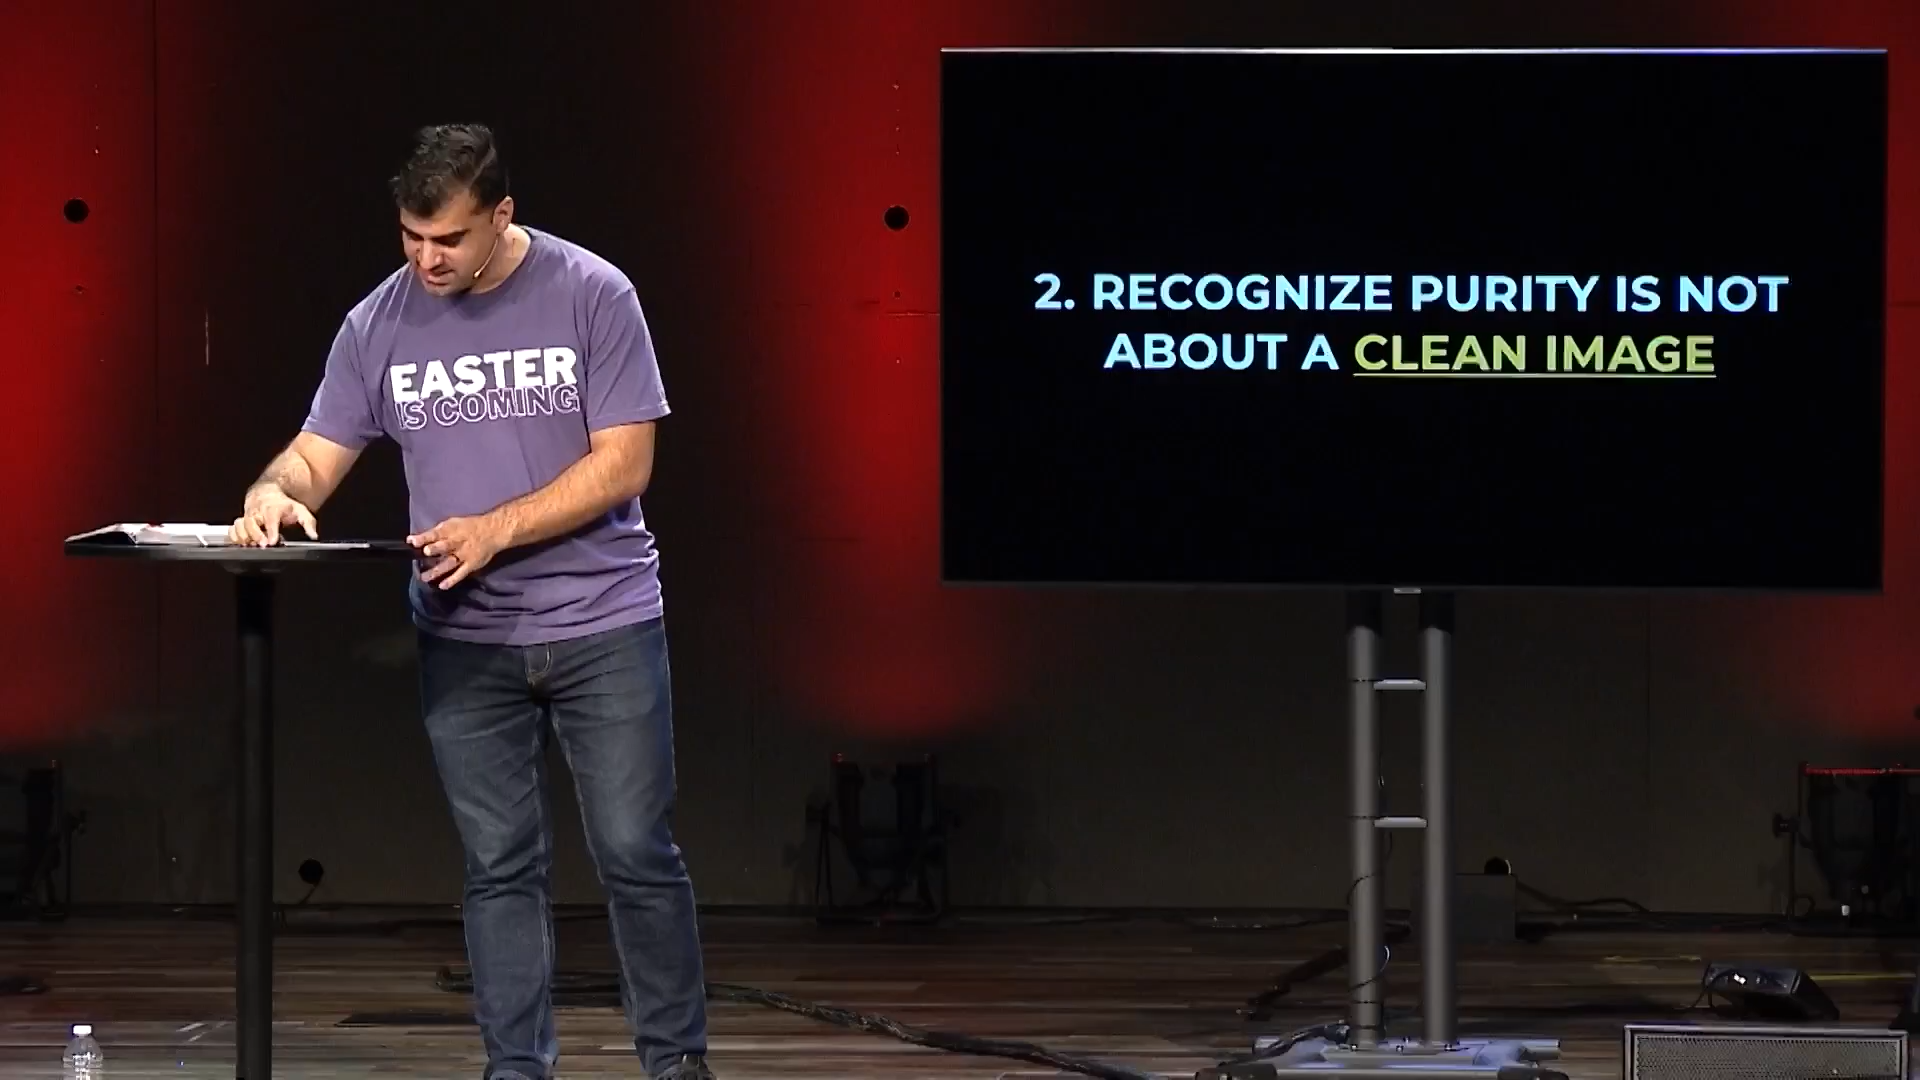 EASTER
IS COMING
2. RECOGNIZE PURITY IS NOT
ABOUT A CLEAN IMAGE